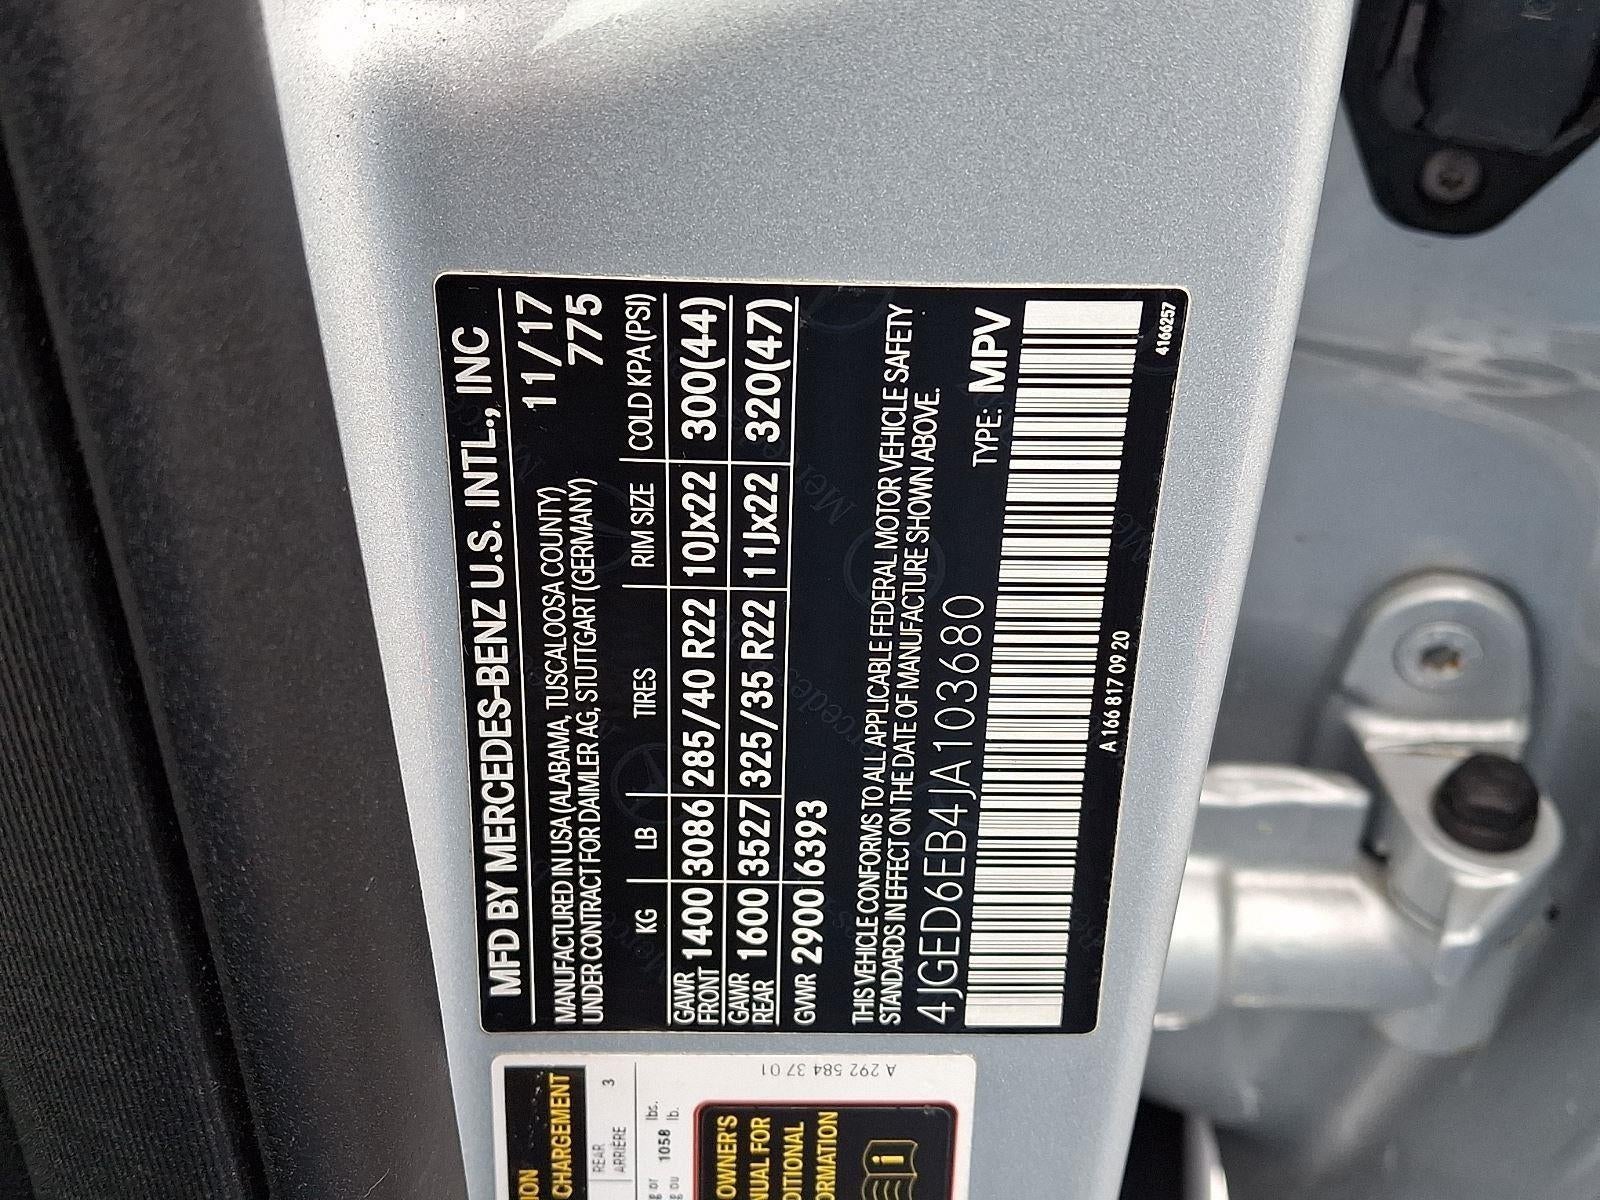 MFD BY MERCEDES-BENZ U.S. INTL., INC
11/17
MANUFACTURED IN USA (ALABAMA, TUSCALOOSA COUNTY)
UNDER CONTRACT FOR DAIMLER AG, STUTTGART (GERMANY)
775
KG LB TIRES RIM SIZE COLD KPA(PSI)
GAWR FRONT 1400 3086 285/40 R22 10Jx22 300(44)
GAWR REAR 1600 3527 325/35 R22 11Jx22 320(47)
GVWR 2900 6393
THIS VEHICLE CONFORMS TO ALL APPLICABLE FEDERAL MOTOR VEHICLE SAFETY
STANDARDS IN EFFECT ON THE DATE OF MANUFACTURE SHOWN ABOVE.
4JGED6EB4JA103680 TYPE: MPV
A 166 817 09 20
4166257
CHARGEMENT
REAR 3
ARRIÈRE
1058 lbs.
lb.
A 292 584 37 01
OWNER'S
FOR